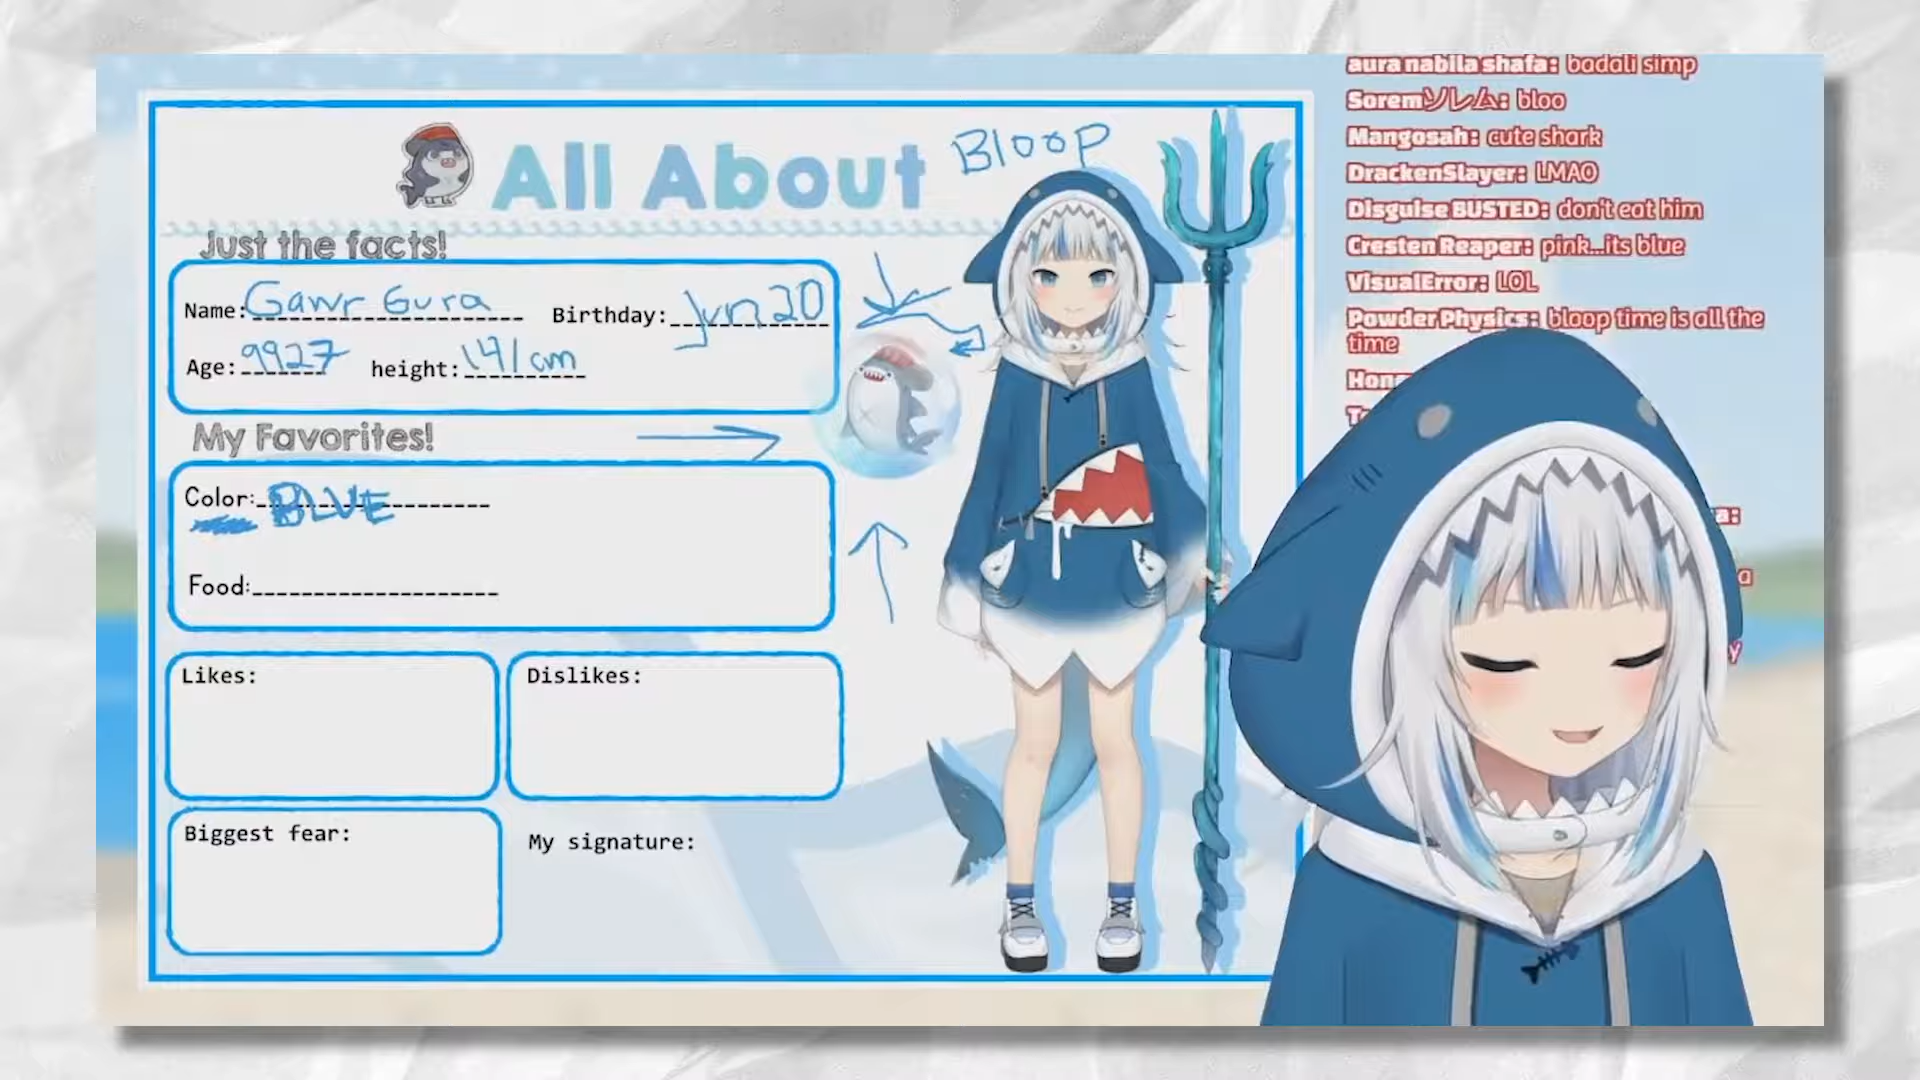 All About Bloop
Just the facts!
Name: Gawr Gura Birthday: Jun 20
Age: 9927 height: 141 cm
My Favorites!
Color: BLUE
Food:
Likes:
Dislikes:
Biggest fear:
My signature:
aura nabila shafa: badali simp
Soremソレム: bloo
Mangosah: cute shark
DrackenSlayer: LMAO
Disguise BUSTED: don't eat him
Cresten Reaper: pink...its blue
VisualError: LOL
PowderPhysics: bloop time is all the
time
a:
a
y